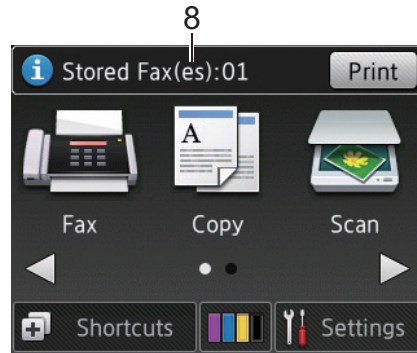 8
Stored Fax(es):01 Print
A
Fax Copy Scan
Shortcuts Settings